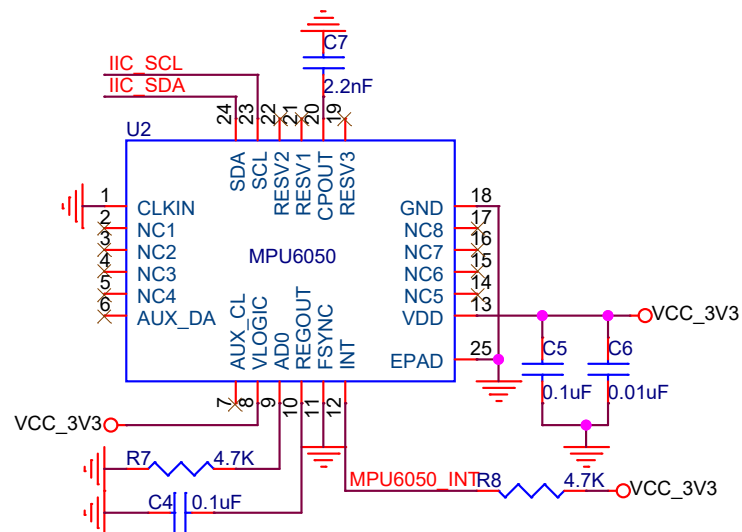 C7
IIC_SCL
IIC_SDA
2.2nF
24
23
22
21
20
19
U2
SDA
SCL
RESV2
RESV1
CPOUT
RESV3
1 CLKIN
2 NC1
3 NC2
4 NC3
5 NC4
6 AUX_DA
MPU6050
GND 18
NC8 17
NC7 16
NC6 15
NC5 14
VDD 13
EPAD 25
VCC_3V3
C5
0.1uF
C6
0.01uF
AUX_CL
VLOGIC
AD0
REGOUT
FSYNC
INT
7
8
9
10
11
12
VCC_3V3
R7 4.7K
C4 0.1uF
MPU6050_INT
R8 4.7K
VCC_3V3